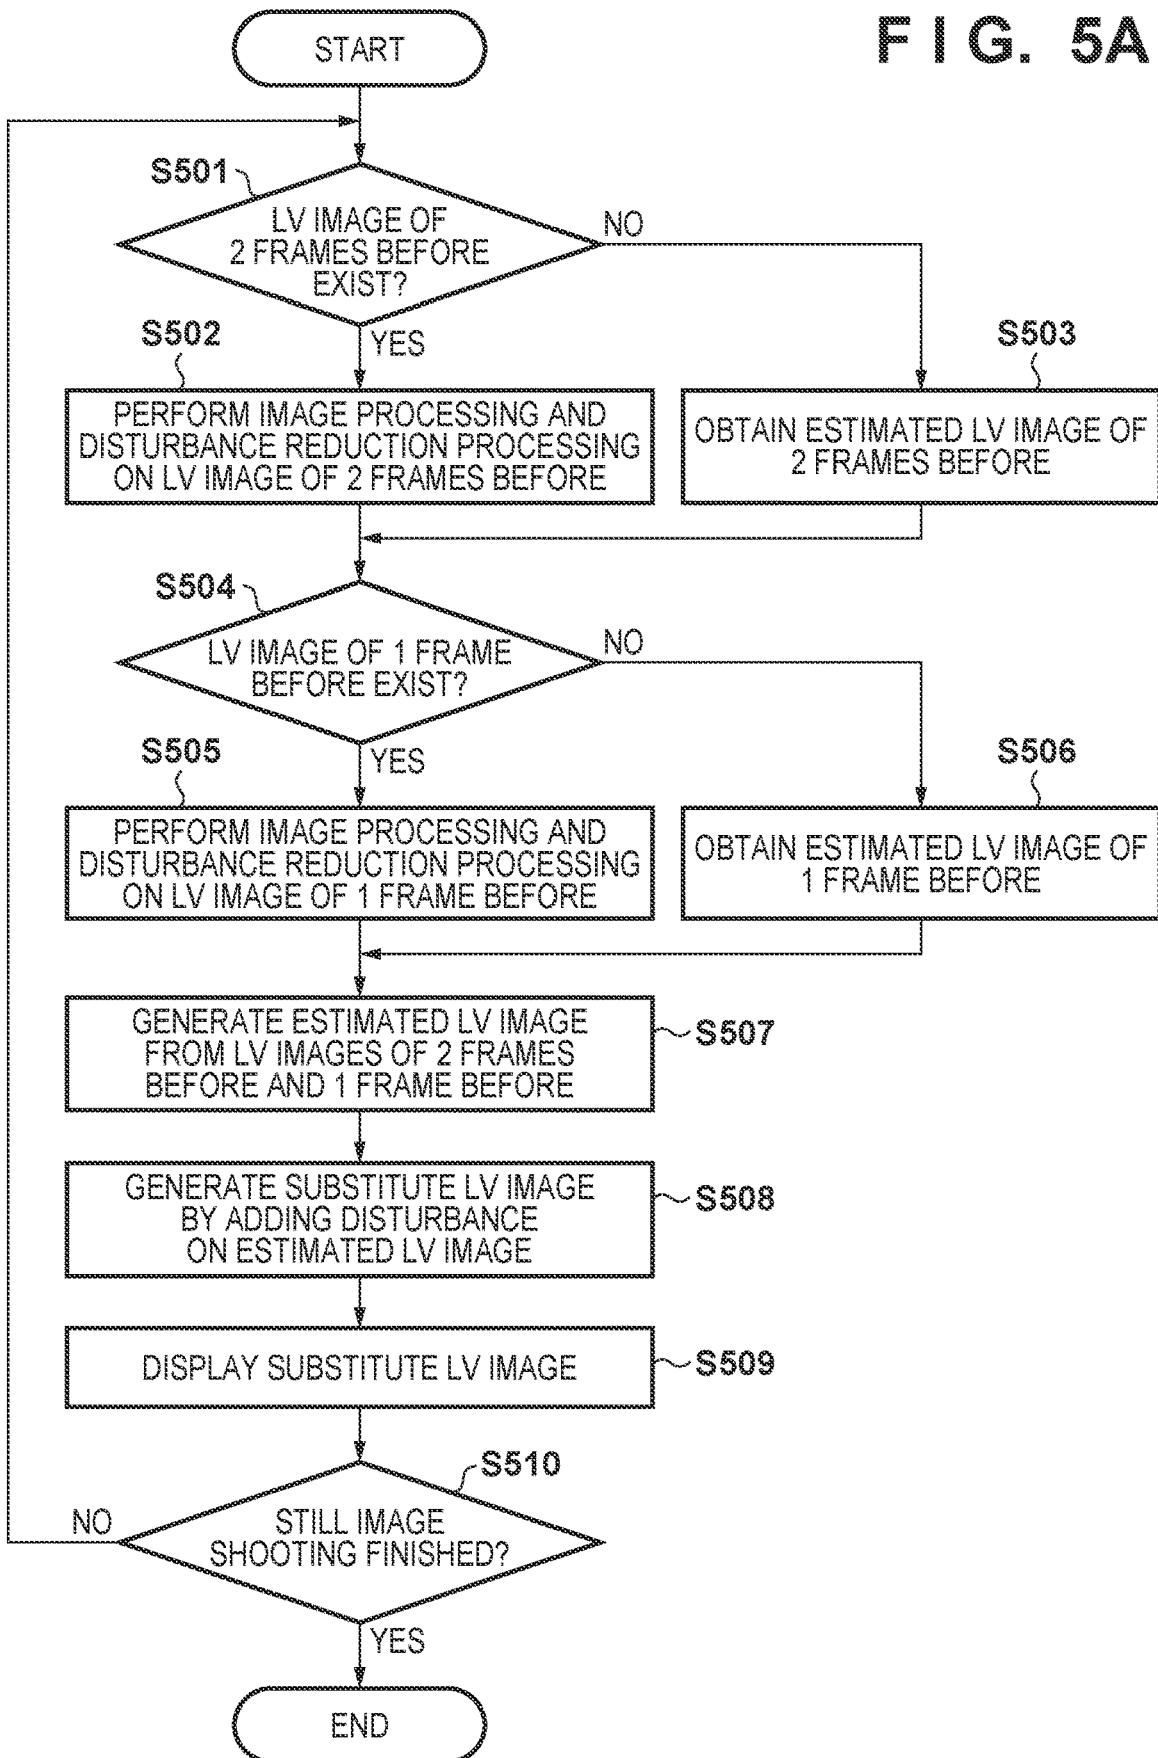 FIG. 5A
START
S501
LV IMAGE OF
2 FRAMES BEFORE
EXIST?
NO
YES
S502
PERFORM IMAGE PROCESSING AND
DISTURBANCE REDUCTION PROCESSING
ON LV IMAGE OF 2 FRAMES BEFORE
S503
OBTAIN ESTIMATED LV IMAGE OF
2 FRAMES BEFORE
S504
LV IMAGE OF 1 FRAME
BEFORE EXIST?
NO
YES
S505
PERFORM IMAGE PROCESSING AND
DISTURBANCE REDUCTION PROCESSING
ON LV IMAGE OF 1 FRAME BEFORE
S506
OBTAIN ESTIMATED LV IMAGE OF
1 FRAME BEFORE
GENERATE ESTIMATED LV IMAGE
FROM LV IMAGES OF 2 FRAMES
BEFORE AND 1 FRAME BEFORE
S507
GENERATE SUBSTITUTE LV IMAGE
BY ADDING DISTURBANCE
ON ESTIMATED LV IMAGE
S508
DISPLAY SUBSTITUTE LV IMAGE
S509
S510
STILL IMAGE
SHOOTING FINISHED?
NO
YES
END